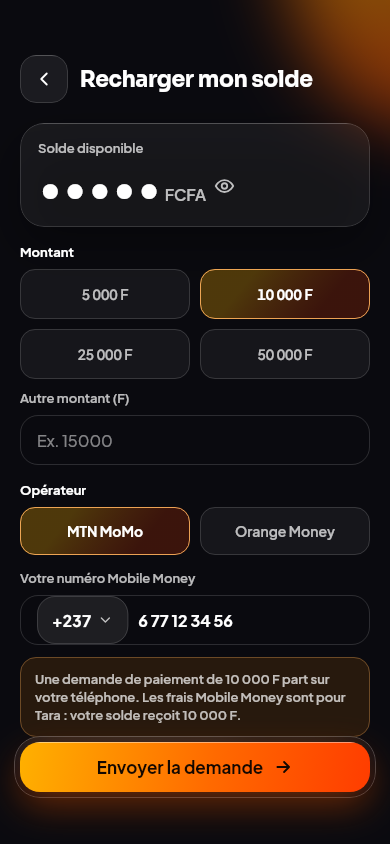 Recharger mon solde
Solde disponible
●●●●● FCFA
Montant
5 000 F
10 000 F
25 000 F
50 000 F
Autre montant (F)
Ex. 15000
Opérateur
MTN MoMo
Orange Money
Votre numéro Mobile Money
+237 6 77 12 34 56
Une demande de paiement de 10 000 F part sur
votre téléphone. Les frais Mobile Money sont pour
Tara : votre solde reçoit 10 000 F.
Envoyer la demande →